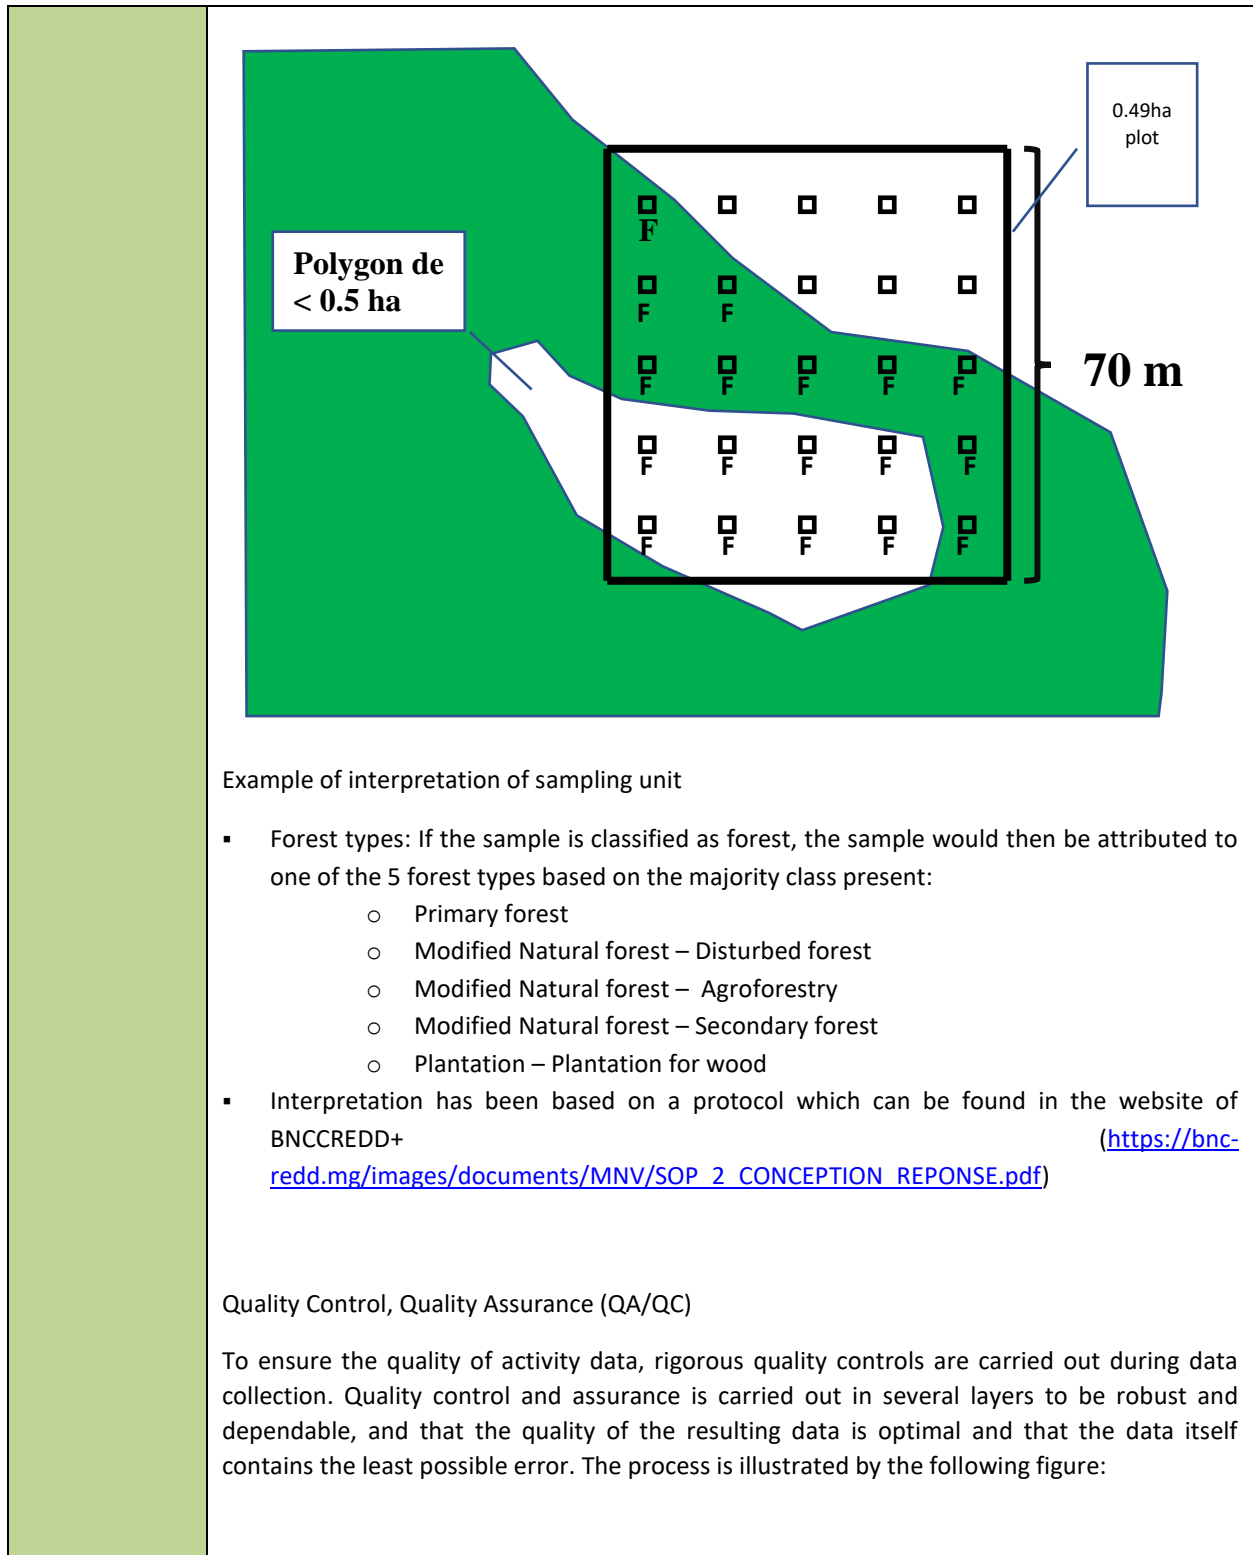 0.49ha
plot
F
Polygon de
< 0.5 ha
F F
F F F F F
70 m
F F F F F
F F F F F
Example of interpretation of sampling unit
▪ Forest types: If the sample is classified as forest, the sample would then be attributed to
one of the 5 forest types based on the majority class present:
o Primary forest
o Modified Natural forest – Disturbed forest
o Modified Natural forest – Agroforestry
o Modified Natural forest – Secondary forest
o Plantation – Plantation for wood
▪ Interpretation has been based on a protocol which can be found in the website of
BNCCREDD+ (https://bnc-
redd.mg/images/documents/MNV/SOP_2_CONCEPTION_REPONSE.pdf)
Quality Control, Quality Assurance (QA/QC)
To ensure the quality of activity data, rigorous quality controls are carried out during data
collection. Quality control and assurance is carried out in several layers to be robust and
dependable, and that the quality of the resulting data is optimal and that the data itself
contains the least possible error. The process is illustrated by the following figure: